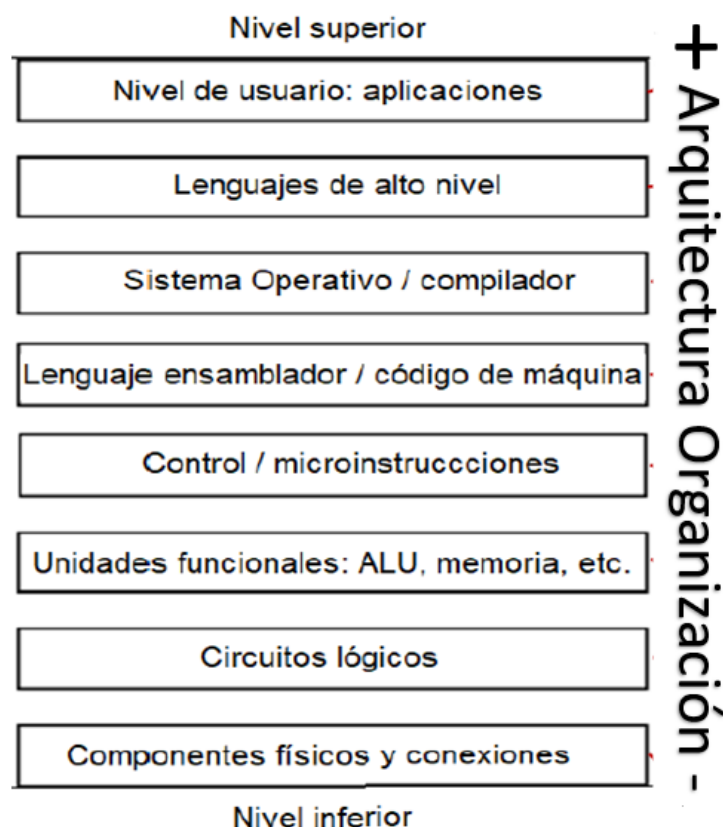 Nivel superior
Nivel de usuario: aplicaciones
Lenguajes de alto nivel
Sistema Operativo / compilador
Lenguaje ensamblador / código de máquina
Control / microinstruccciones
Unidades funcionales: ALU, memoria, etc.
Circuitos lógicos
Componentes físicos y conexiones
Nivel inferior
+ Arquitectura Organización -